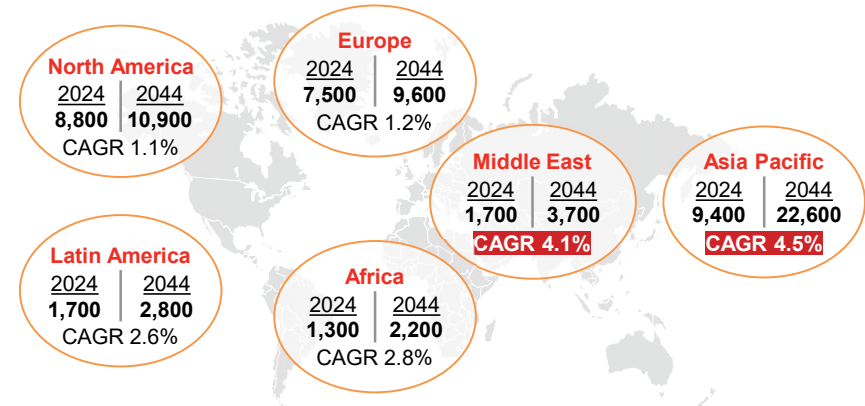 Europe
2024 2044
7,500 9,600
CAGR 1.2%
North America
2024 2044
8,800 10,900
CAGR 1.1%
Middle East
2024 2044
1,700 3,700
CAGR 4.1%
Asia Pacific
2024 2044
9,400 22,600
CAGR 4.5%
Latin America
2024 2044
1,700 2,800
CAGR 2.6%
Africa
2024 2044
1,300 2,200
CAGR 2.8%